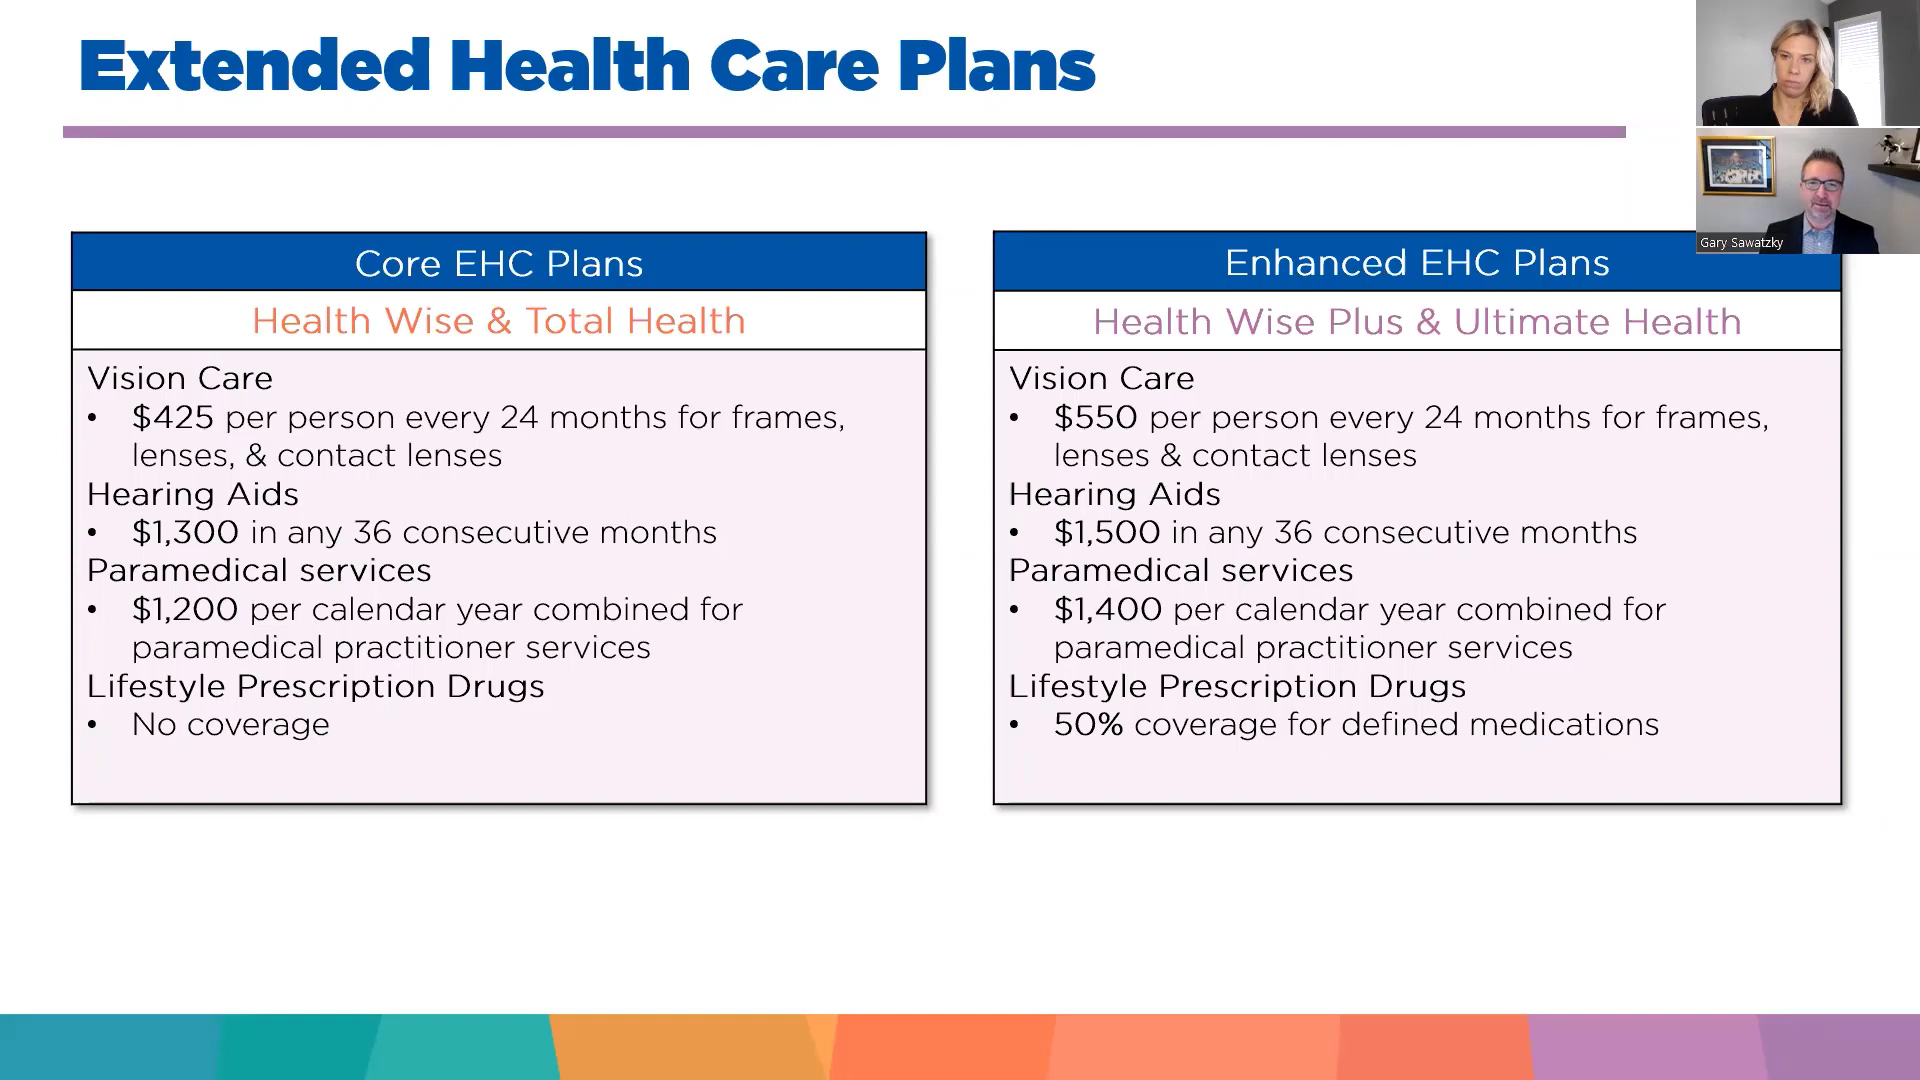 Extended Health Care Plans
Gary Sawatzky
Core EHC Plans
Health Wise & Total Health
Vision Care
• $425 per person every 24 months for frames,
lenses, & contact lenses
Hearing Aids
• $1,300 in any 36 consecutive months
Paramedical services
• $1,200 per calendar year combined for
paramedical practitioner services
Lifestyle Prescription Drugs
• No coverage
Enhanced EHC Plans
Health Wise Plus & Ultimate Health
Vision Care
• $550 per person every 24 months for frames,
lenses & contact lenses
Hearing Aids
• $1,500 in any 36 consecutive months
Paramedical services
• $1,400 per calendar year combined for
paramedical practitioner services
Lifestyle Prescription Drugs
• 50% coverage for defined medications